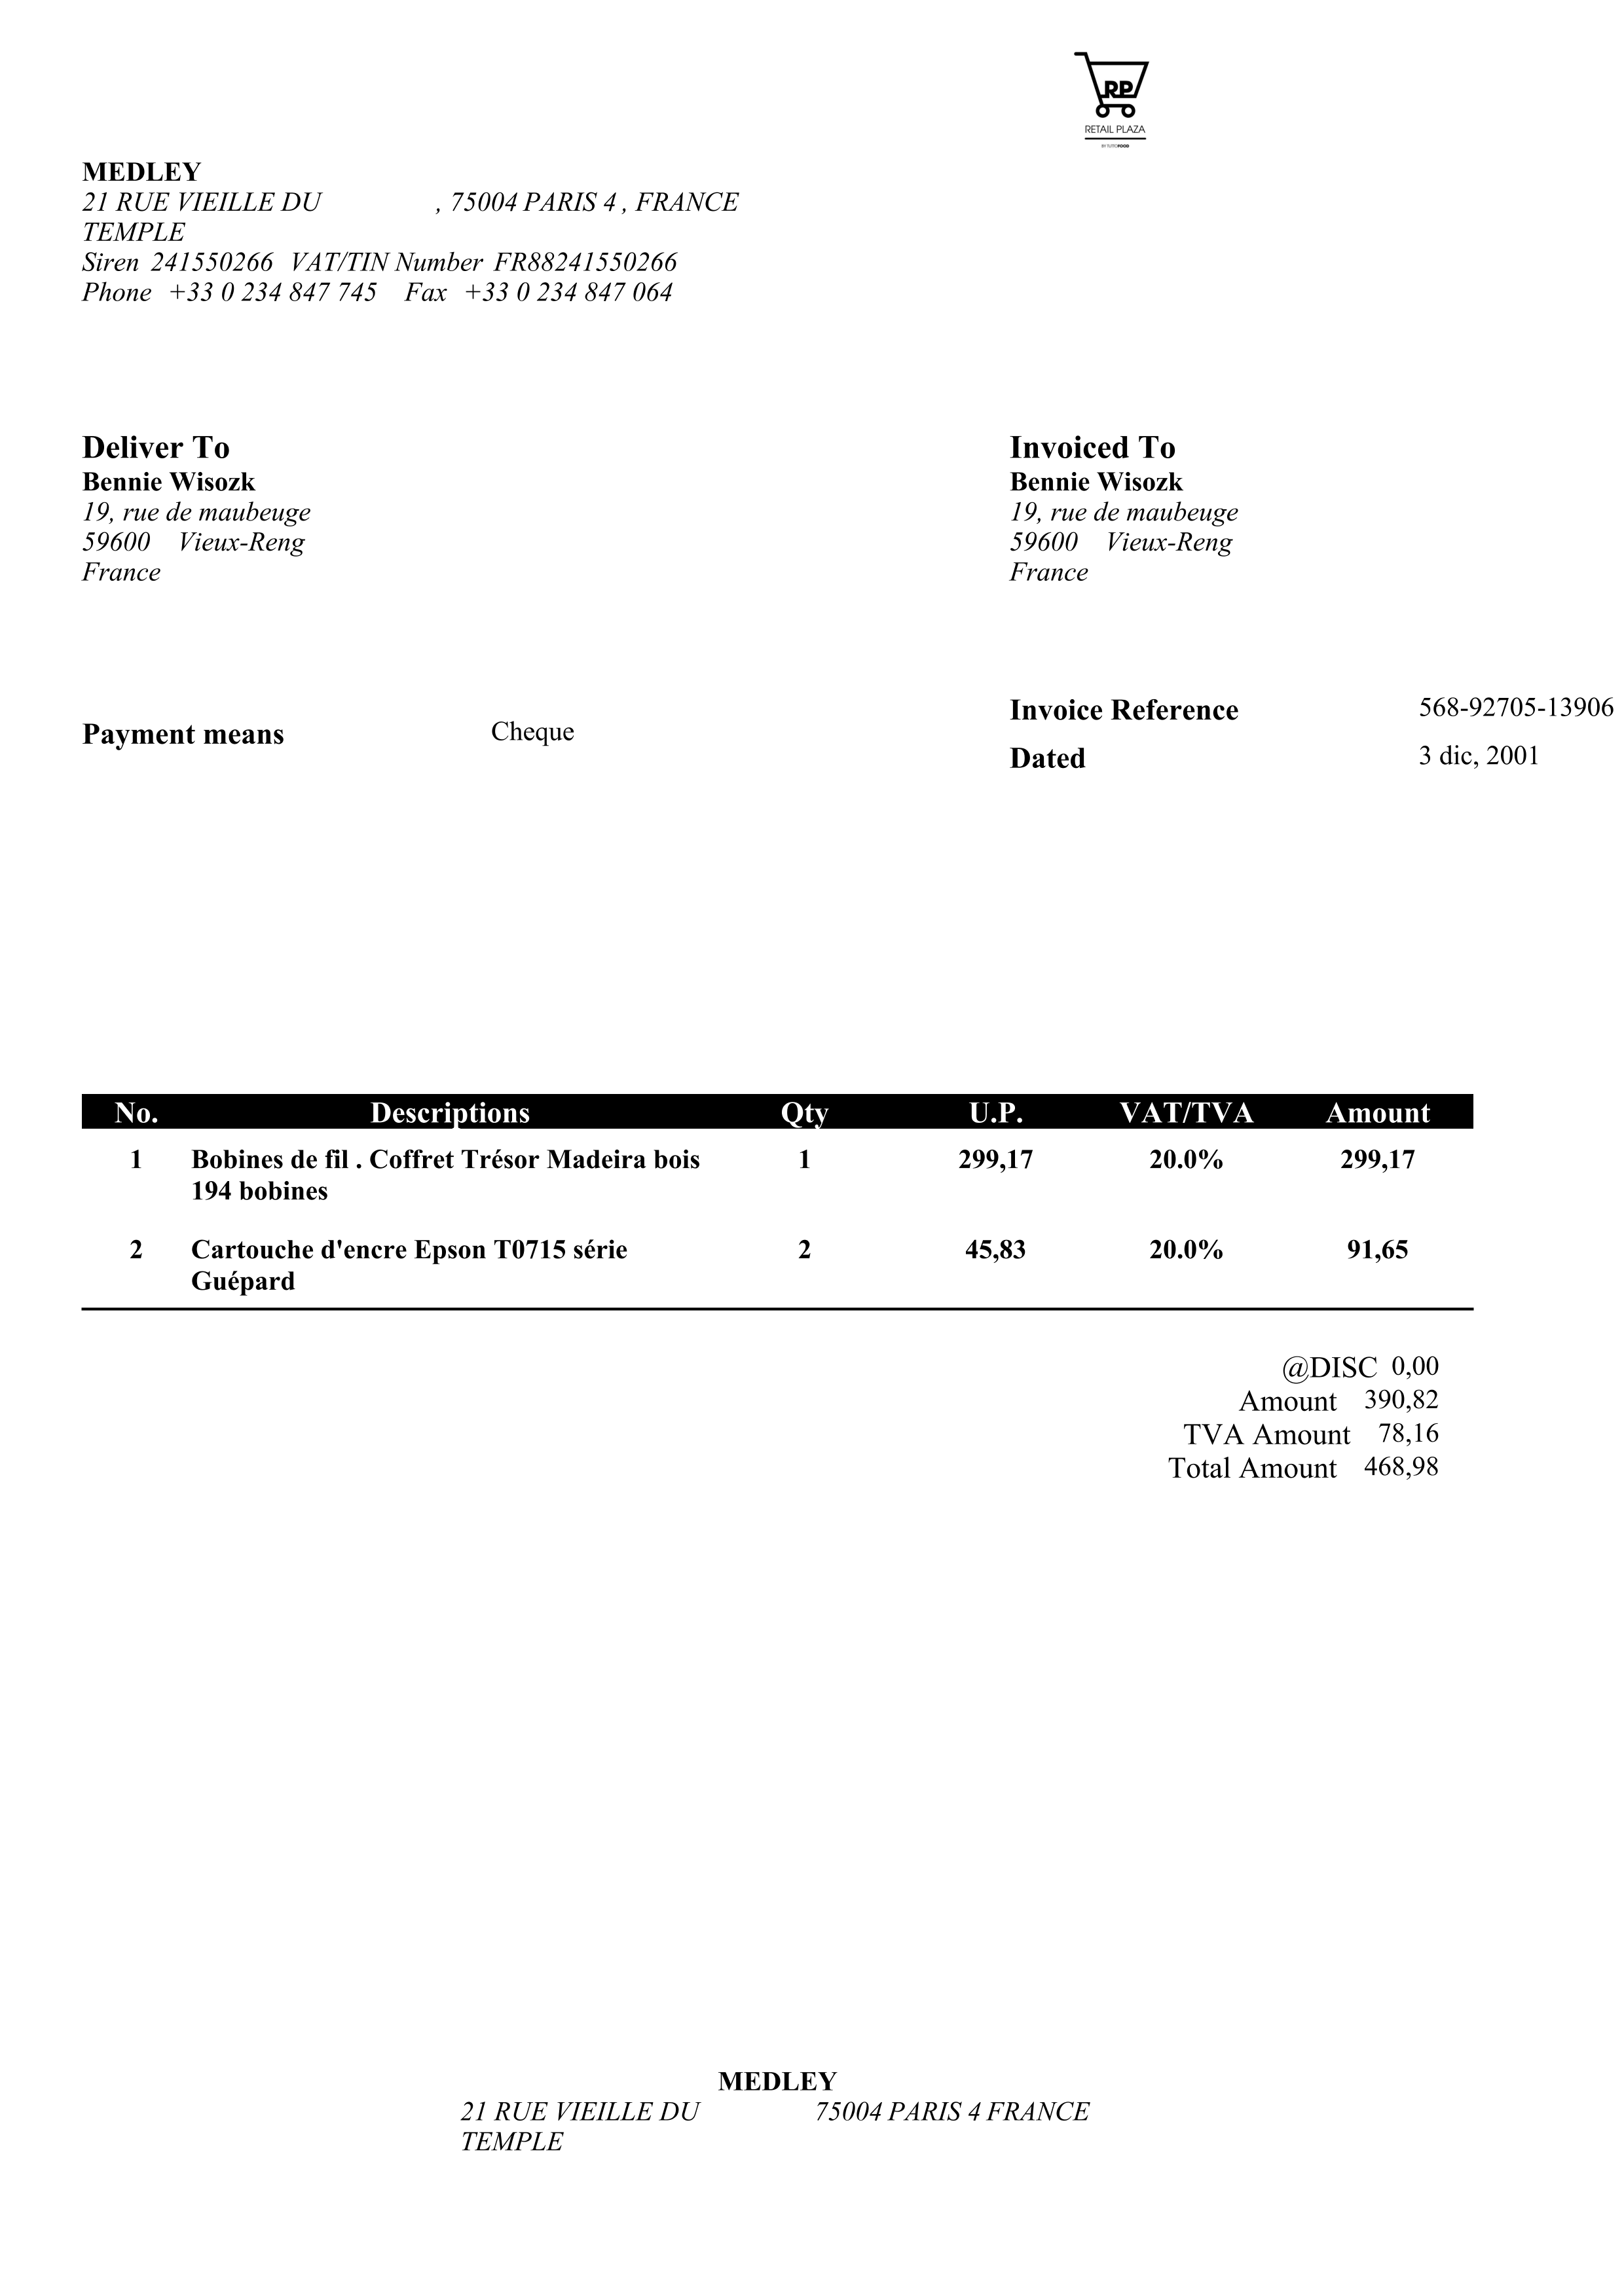 RP
RETAIL PLAZA
BY TUTTOFOOD
MEDLEY
21 RUE VIEILLE DU , 75004 PARIS 4 , FRANCE
TEMPLE
Siren 241550266 VAT/TIN Number FR88241550266
Phone +33 0 234 847 745 Fax +33 0 234 847 064
Deliver To
Bennie Wisozk
19, rue de maubeuge
59600 Vieux-Reng
France
Invoiced To
Bennie Wisozk
19, rue de maubeuge
59600 Vieux-Reng
France
Payment means Cheque
Invoice Reference 568-92705-13906
Dated 3 dic, 2001
No. Descriptions Qty U.P. VAT/TVA Amount
1 Bobines de fil . Coffret Trésor Madeira bois 1 299,17 20.0% 299,17
194 bobines
2 Cartouche d'encre Epson T0715 série 2 45,83 20.0% 91,65
Guépard
@DISC 0,00
Amount 390,82
TVA Amount 78,16
Total Amount 468,98
MEDLEY
21 RUE VIEILLE DU 75004 PARIS 4 FRANCE
TEMPLE